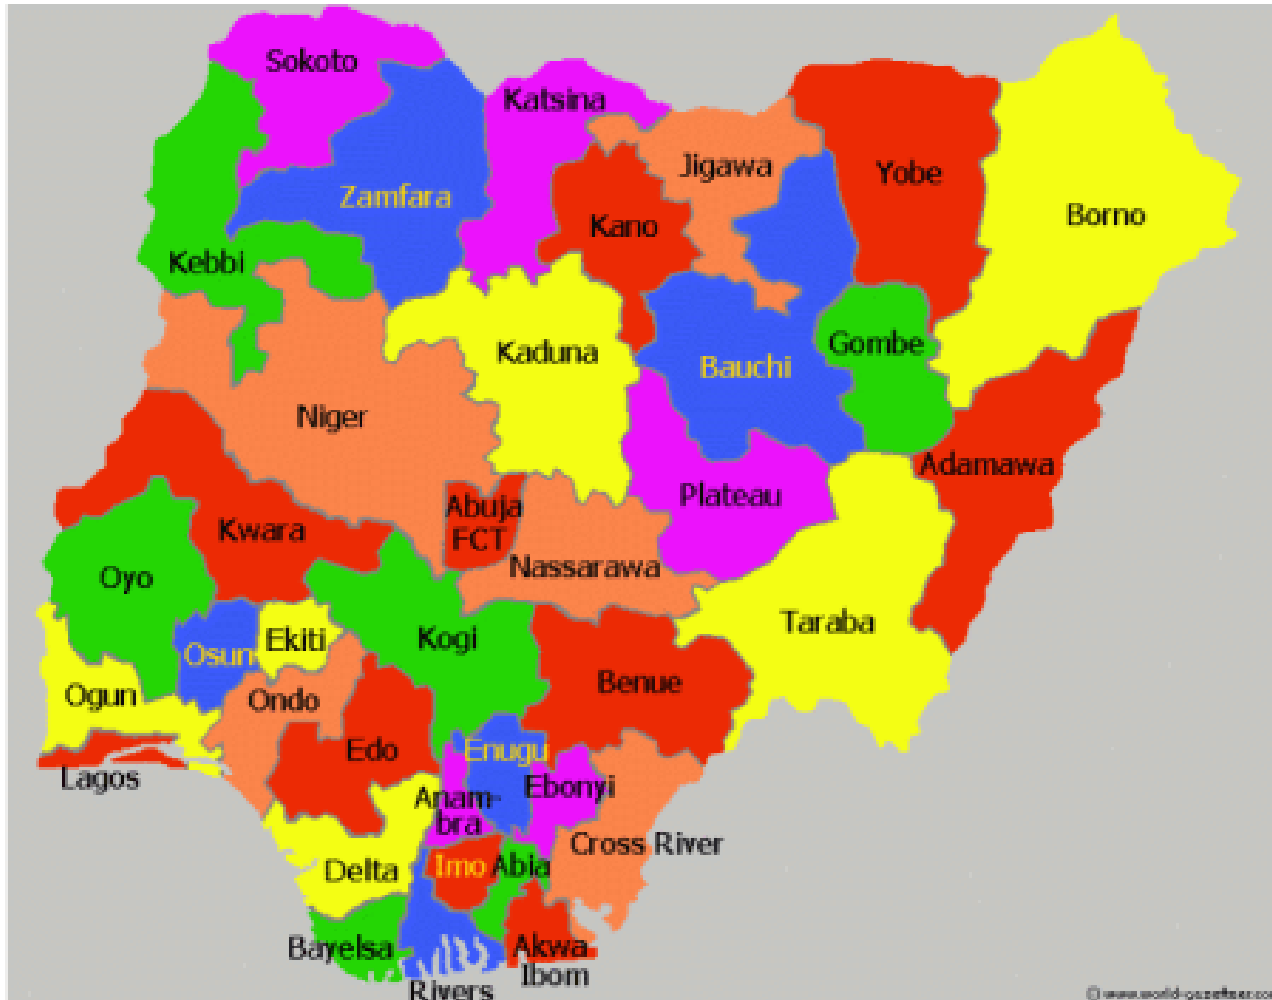 Sokoto
Katsina
Jigawa
Yobe
Borno
Zamfara
Kano
Kebbi
Kaduna
Gombe
Bauchi
Niger
Adamawa
Plateau
Abuja
FCT
Kwara
Nassarawa
Oyo
Taraba
Kogi
Ekiti
Osun
Benue
Ogun
Ondo
Edo
Enugu
Lagos
Ebonyi
Anam-
bra
Cross River
Delta
Imo
Abia
Bayelsa
Akwa
Ibom
Rivers